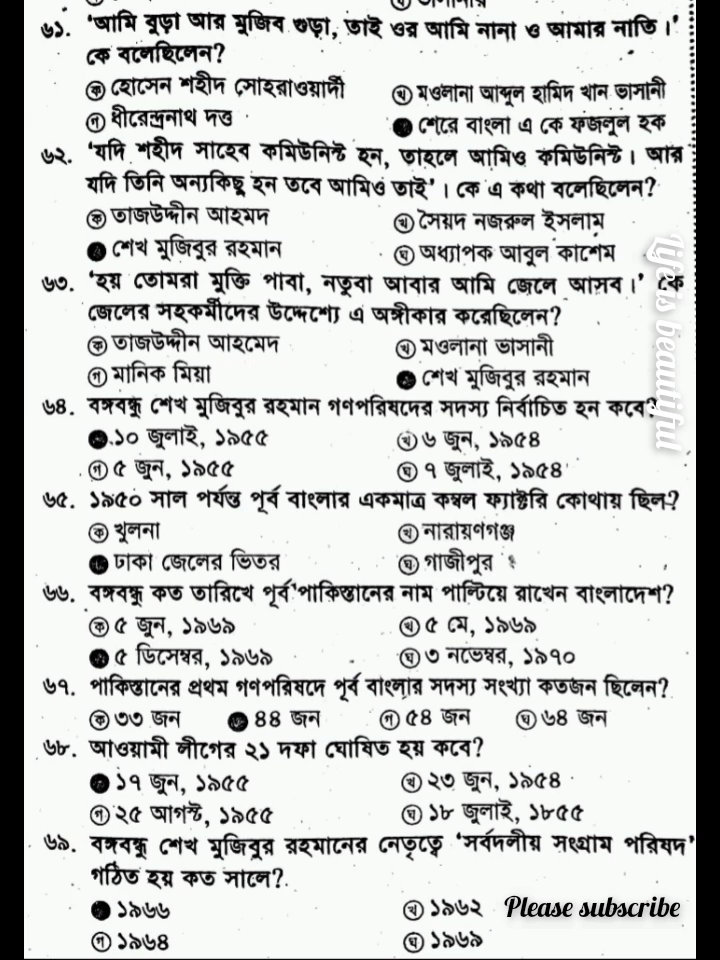 ৬১. 'আমি বুড়া আর মুজিব গুড়া, তাই ওর আমি নানা ও আমার নাতি।'
কে বলেছিলেন?
ক হোসেন শহীদ সোহরাওয়ার্দী খ মওলানা আব্দুল হামিদ খান ভাসানী
গ ধীরেন্দ্রনাথ দত্ত ● শেরে বাংলা এ কে ফজলুল হক
৬২. 'যদি শহীদ সাহেব কমিউনিস্ট হন, তাহলে আমিও কমিউনিস্ট। আর
যদি তিনি অন্যকিছু হন তবে আমিও তাই'। কে এ কথা বলেছিলেন?
ক তাজউদ্দীন আহমদ খ সৈয়দ নজরুল ইসলাম
● শেখ মুজিবুর রহমান ঘ অধ্যাপক আবুল কাশেম
৬৩. 'হয় তোমরা মুক্তি পাবা, নতুবা আবার আমি জেলে আসব।' কে
জেলের সহকর্মীদের উদ্দেশ্যে এ অঙ্গীকার করেছিলেন?
ক তাজউদ্দীন আহমেদ খ মওলানা ভাসানী
গ মানিক মিয়া ● শেখ মুজিবুর রহমান
৬৪. বঙ্গবন্ধু শেখ মুজিবুর রহমান গণপরিষদের সদস্য নির্বাচিত হন কবে?
● ১০ জুলাই, ১৯৫৫ খ ৬ জুন, ১৯৫৪
গ ৫ জুন, ১৯৫৫ ঘ ৭ জুলাই, ১৯৫৪
৬৫. ১৯৫০ সাল পর্যন্ত পূর্ব বাংলার একমাত্র কম্বল ফ্যাক্টরি কোথায় ছিল?
ক খুলনা খ নারায়ণগঞ্জ
● ঢাকা জেলের ভিতর ঘ গাজীপুর
৬৬. বঙ্গবন্ধু কত তারিখে পূর্ব পাকিস্তানের নাম পাল্টিয়ে রাখেন বাংলাদেশ?
ক ৫ জুন, ১৯৬৯ খ ৫ মে, ১৯৬৯
● ৫ ডিসেম্বর, ১৯৬৯ ঘ ৩ নভেম্বর, ১৯৭০
৬৭. পাকিস্তানের প্রথম গণপরিষদে পূর্ব বাংলার সদস্য সংখ্যা কতজন ছিলেন?
ক ৩৩ জন ● ৪৪ জন গ ৫৪ জন ঘ ৬৪ জন
৬৮. আওয়ামী লীগের ২১ দফা ঘোষিত হয় কবে?
● ১৭ জুন, ১৯৫৫ খ ২৩ জুন, ১৯৫৪
গ ২৫ আগস্ট, ১৯৫৫ ঘ ১৮ জুলাই, ১৮৫৫
৬৯. বঙ্গবন্ধু শেখ মুজিবুর রহমানের নেতৃত্বে 'সর্বদলীয় সংগ্রাম পরিষদ'
গঠিত হয় কত সালে?
● ১৯৬৬ খ ১৯৬২
গ ১৯৬৪ ঘ ১৯৬৯
Please subscribe
Life is beautiful